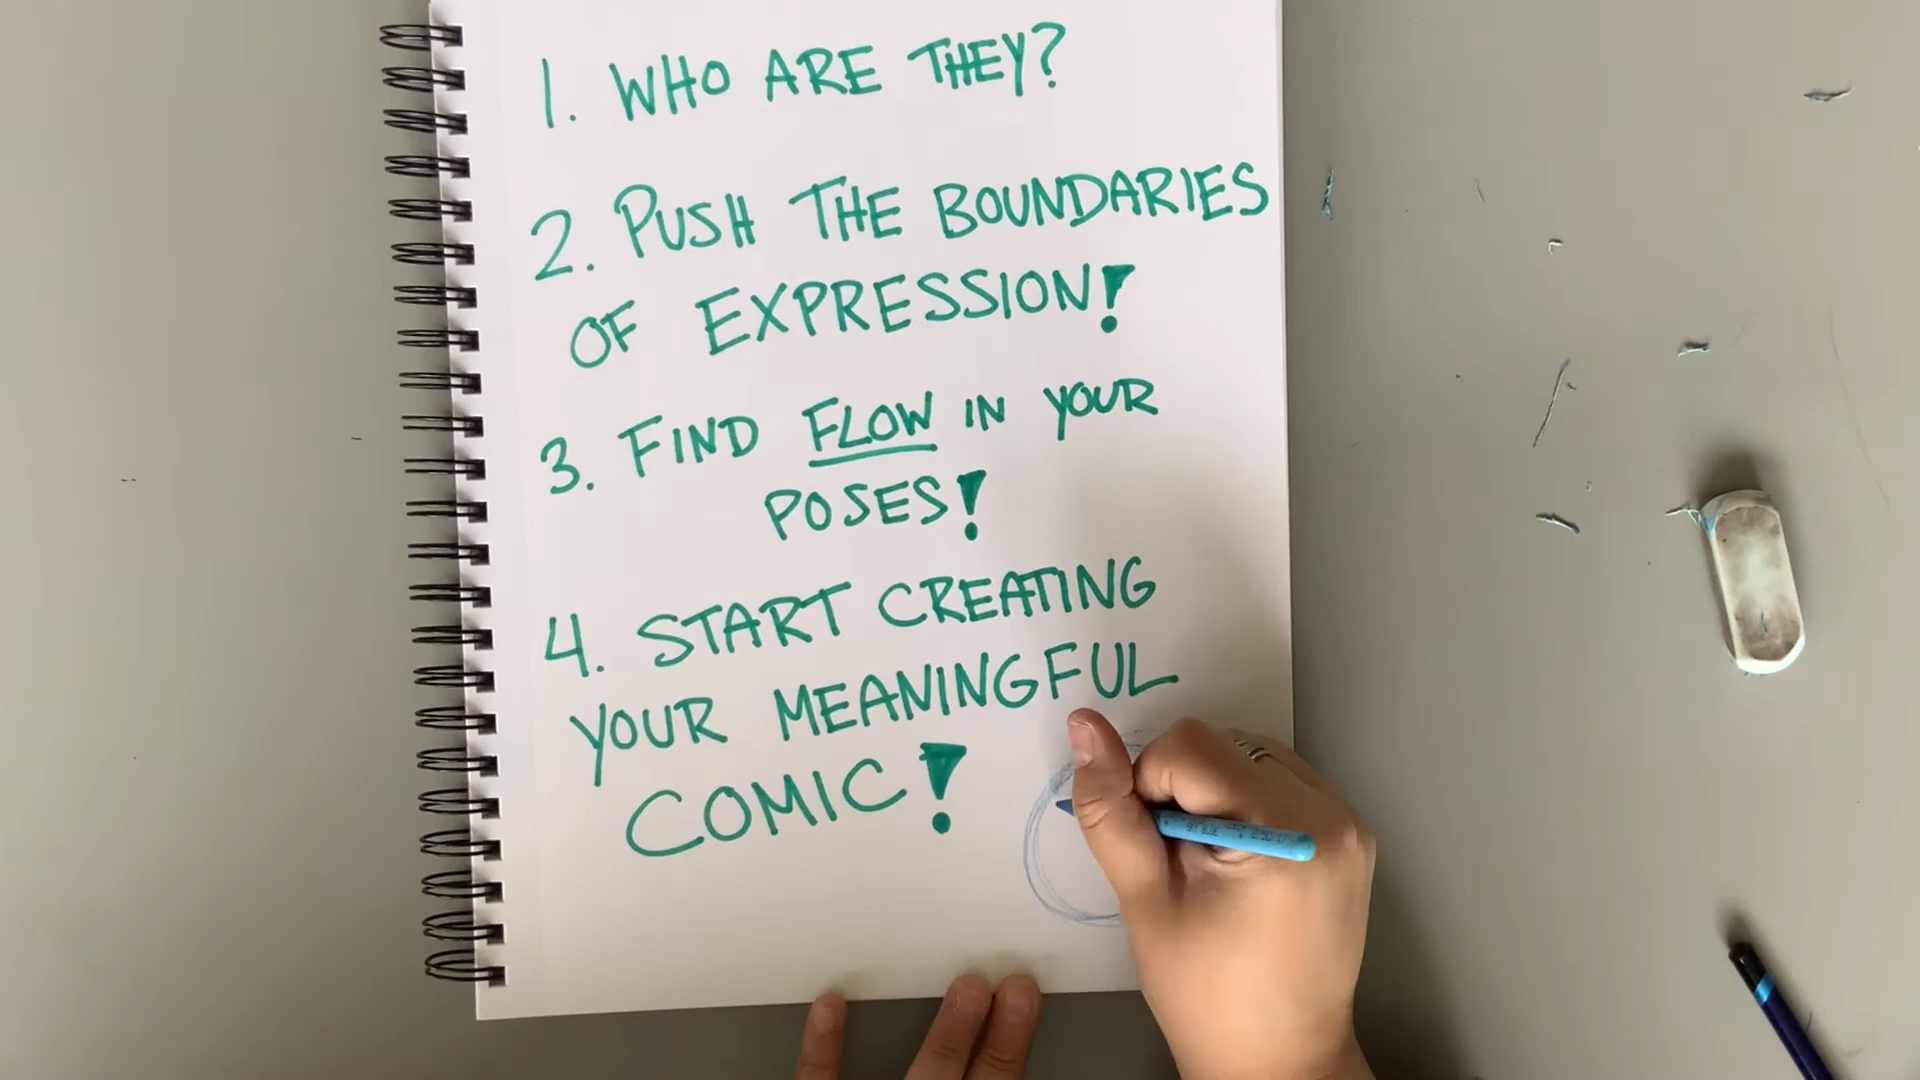 1. WHO ARE THEY?
2. PUSH THE BOUNDARIES
OF EXPRESSION!
3. FIND FLOW IN YOUR
POSES!
4. START CREATING
YOUR MEANINGFUL
COMIC!